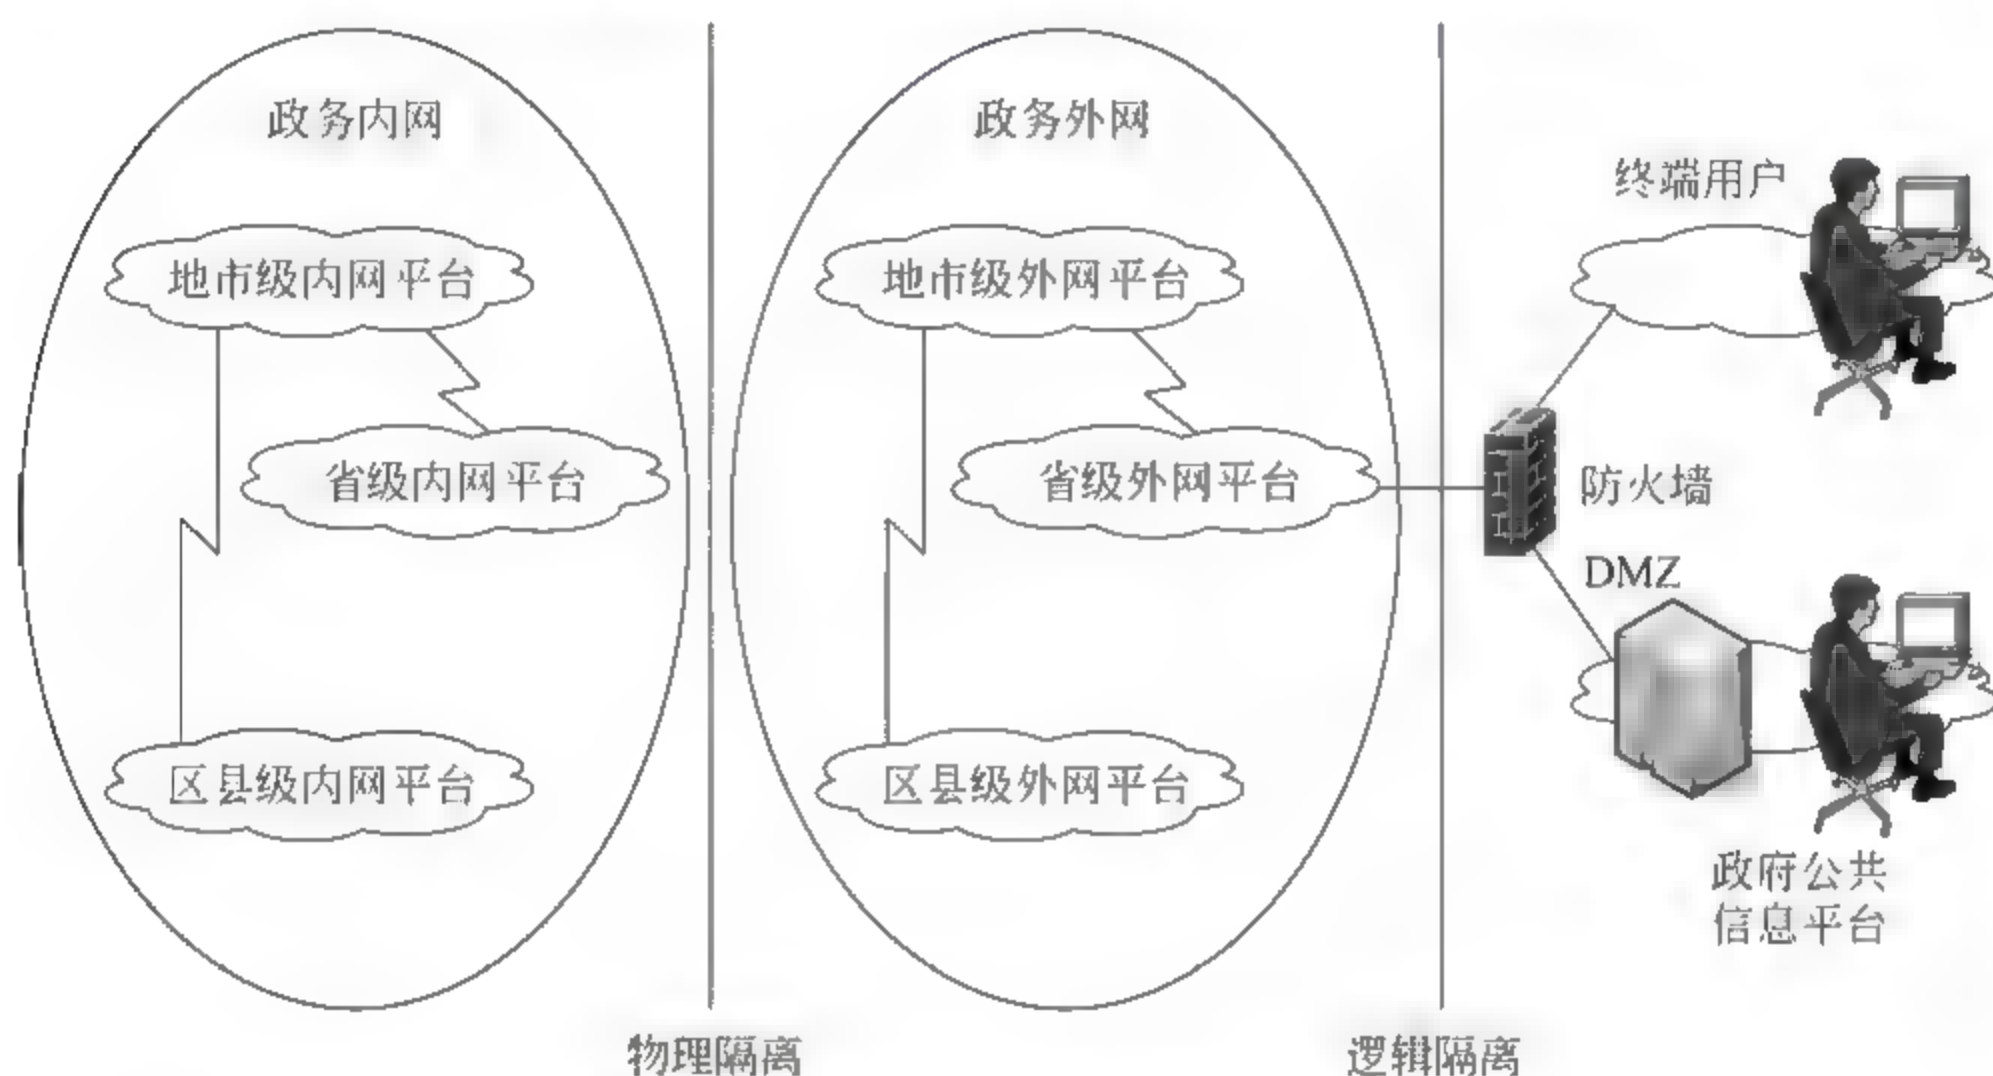 政务内网
政务外网
终端用户
地市级内网平台
地市级外网平台
省级内网平台
省级外网平台
防火墙
DMZ
区县级内网平台
区县级外网平台
政府公共
信息平台
物理隔离
逻辑隔离